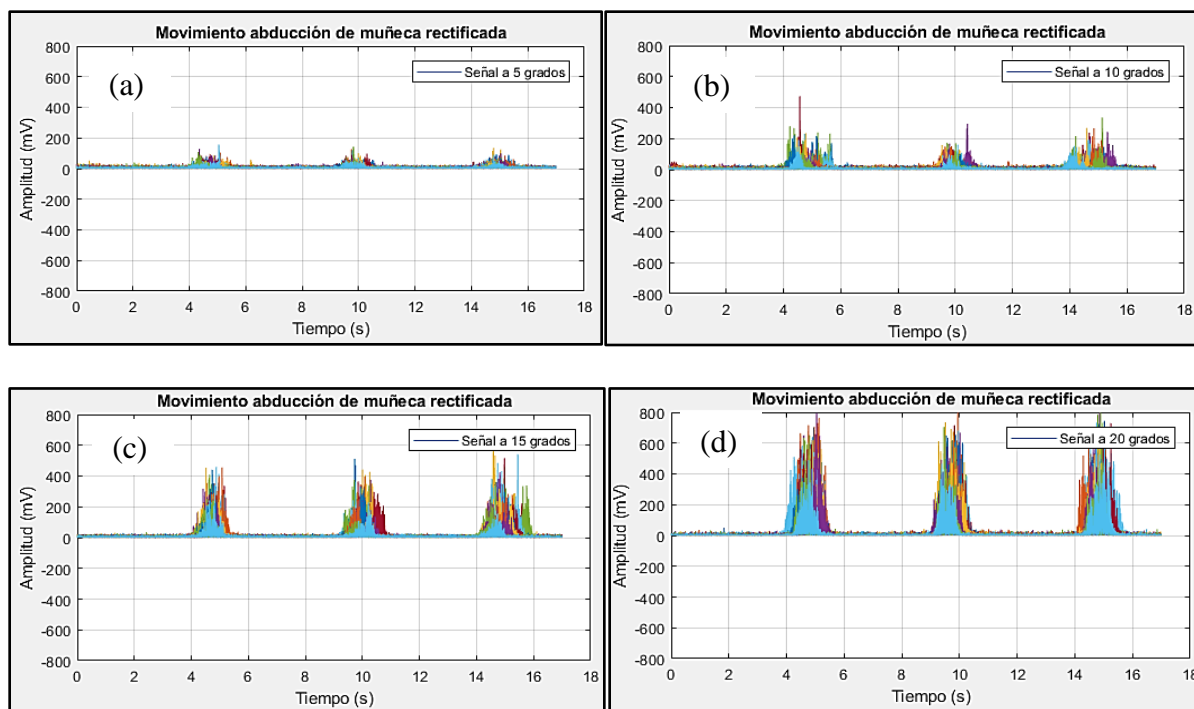 Movimiento abducción de muñeca rectificada
(a)
Señal a 5 grados
800
600
400
200
0
-200
-400
-600
-800
Amplitud (mV)
0 2 4 6 8 10 12 14 16 18
Tiempo (s)
Movimiento abducción de muñeca rectificada
(b)
Señal a 10 grados
800
600
400
200
0
-200
-400
-600
-800
Amplitud (mV)
0 2 4 6 8 10 12 14 16 18
Tiempo (s)
Movimiento abducción de muñeca rectificada
(c)
Señal a 15 grados
800
600
400
200
0
-200
-400
-600
-800
Amplitud (mV)
0 2 4 6 8 10 12 14 16 18
Tiempo (s)
Movimiento abducción de muñeca rectificada
(d)
Señal a 20 grados
800
600
400
200
0
-200
-400
-600
-800
Amplitud (mV)
0 2 4 6 8 10 12 14 16 18
Tiempo (s)